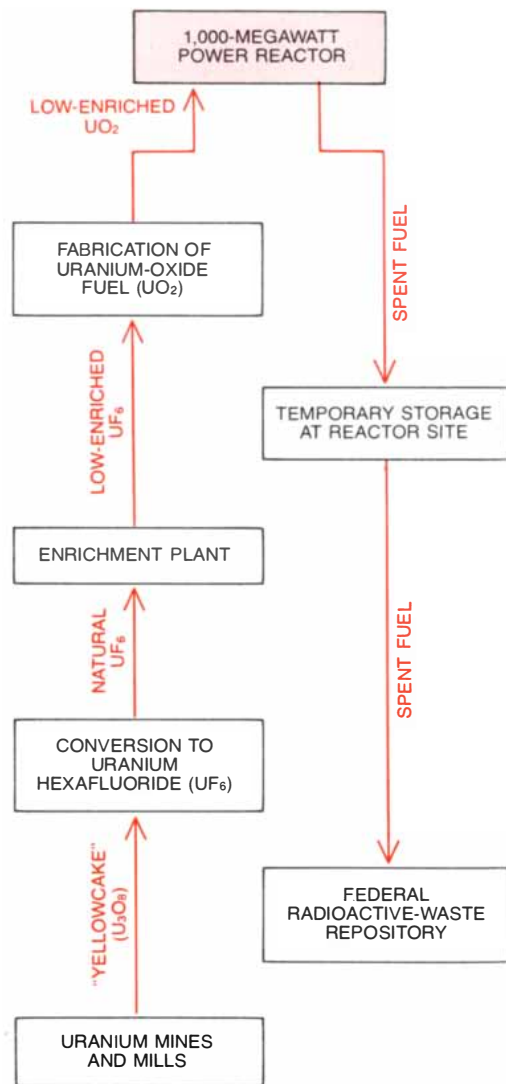 1,000-MEGAWATT
POWER REACTOR
LOW-ENRICHED
UO₂
FABRICATION OF
URANIUM-OXIDE
FUEL (UO₂)
SPENT FUEL
LOW-ENRICHED
UF₆
TEMPORARY STORAGE
AT REACTOR SITE
ENRICHMENT PLANT
NATURAL
UF₆
SPENT FUEL
CONVERSION TO
URANIUM
HEXAFLUORIDE (UF₆)
"YELLOWCAKE"
(U₃O₈)
FEDERAL
RADIOACTIVE-WASTE
REPOSITORY
URANIUM MINES
AND MILLS